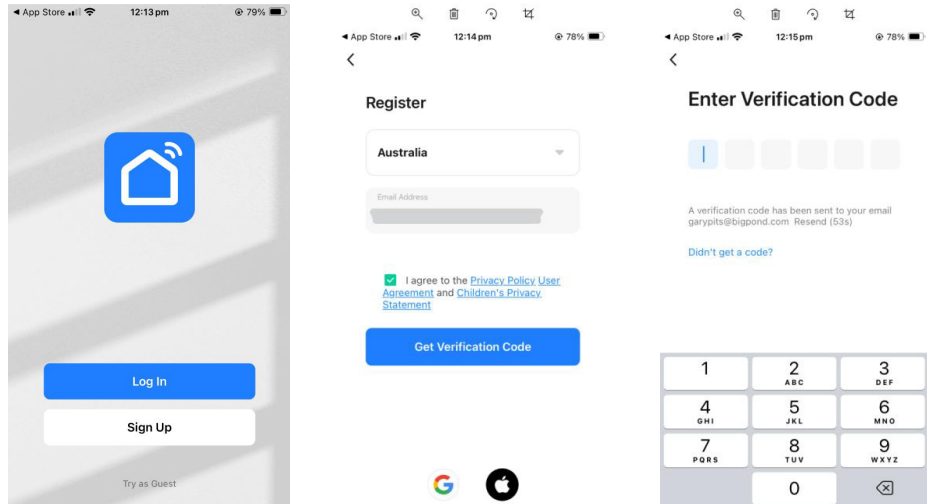 App Store 12:13 pm 79%
Log In
Sign Up
Try as Guest
App Store 12:14 pm 78%
Register
Australia
Email Address
I agree to the Privacy Policy User
Agreement and Children's Privacy
Statement
Get Verification Code
G
App Store 12:15 pm 78%
Enter Verification Code
A verification code has been sent to your email
garypits@bigpond.com Resend (53s)
Didn't get a code?
1 2 3
ABC DEF
4 5 6
GHI JKL MNO
7 8 9
PQRS TUV WXYZ
0